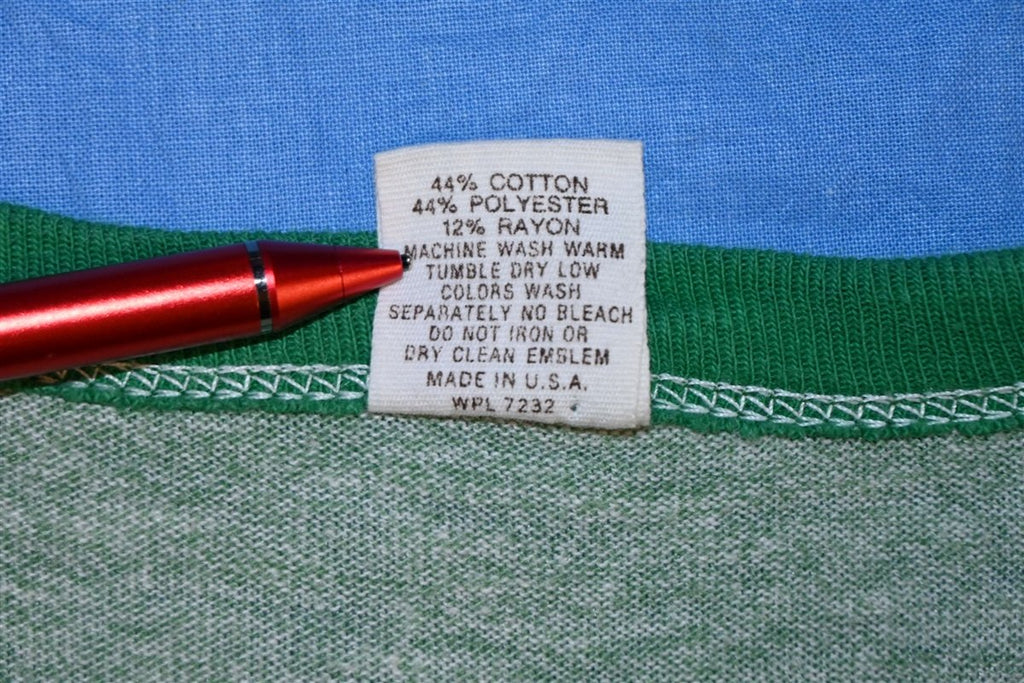 44% COTTON
44% POLYESTER
12% RAYON
MACHINE WASH WARM
TUMBLE DRY LOW
COLORS WASH
SEPARATELY NO BLEACH
DO NOT IRON OR
DRY CLEAN EMBLEM
MADE IN U.S.A.
WPL 7232